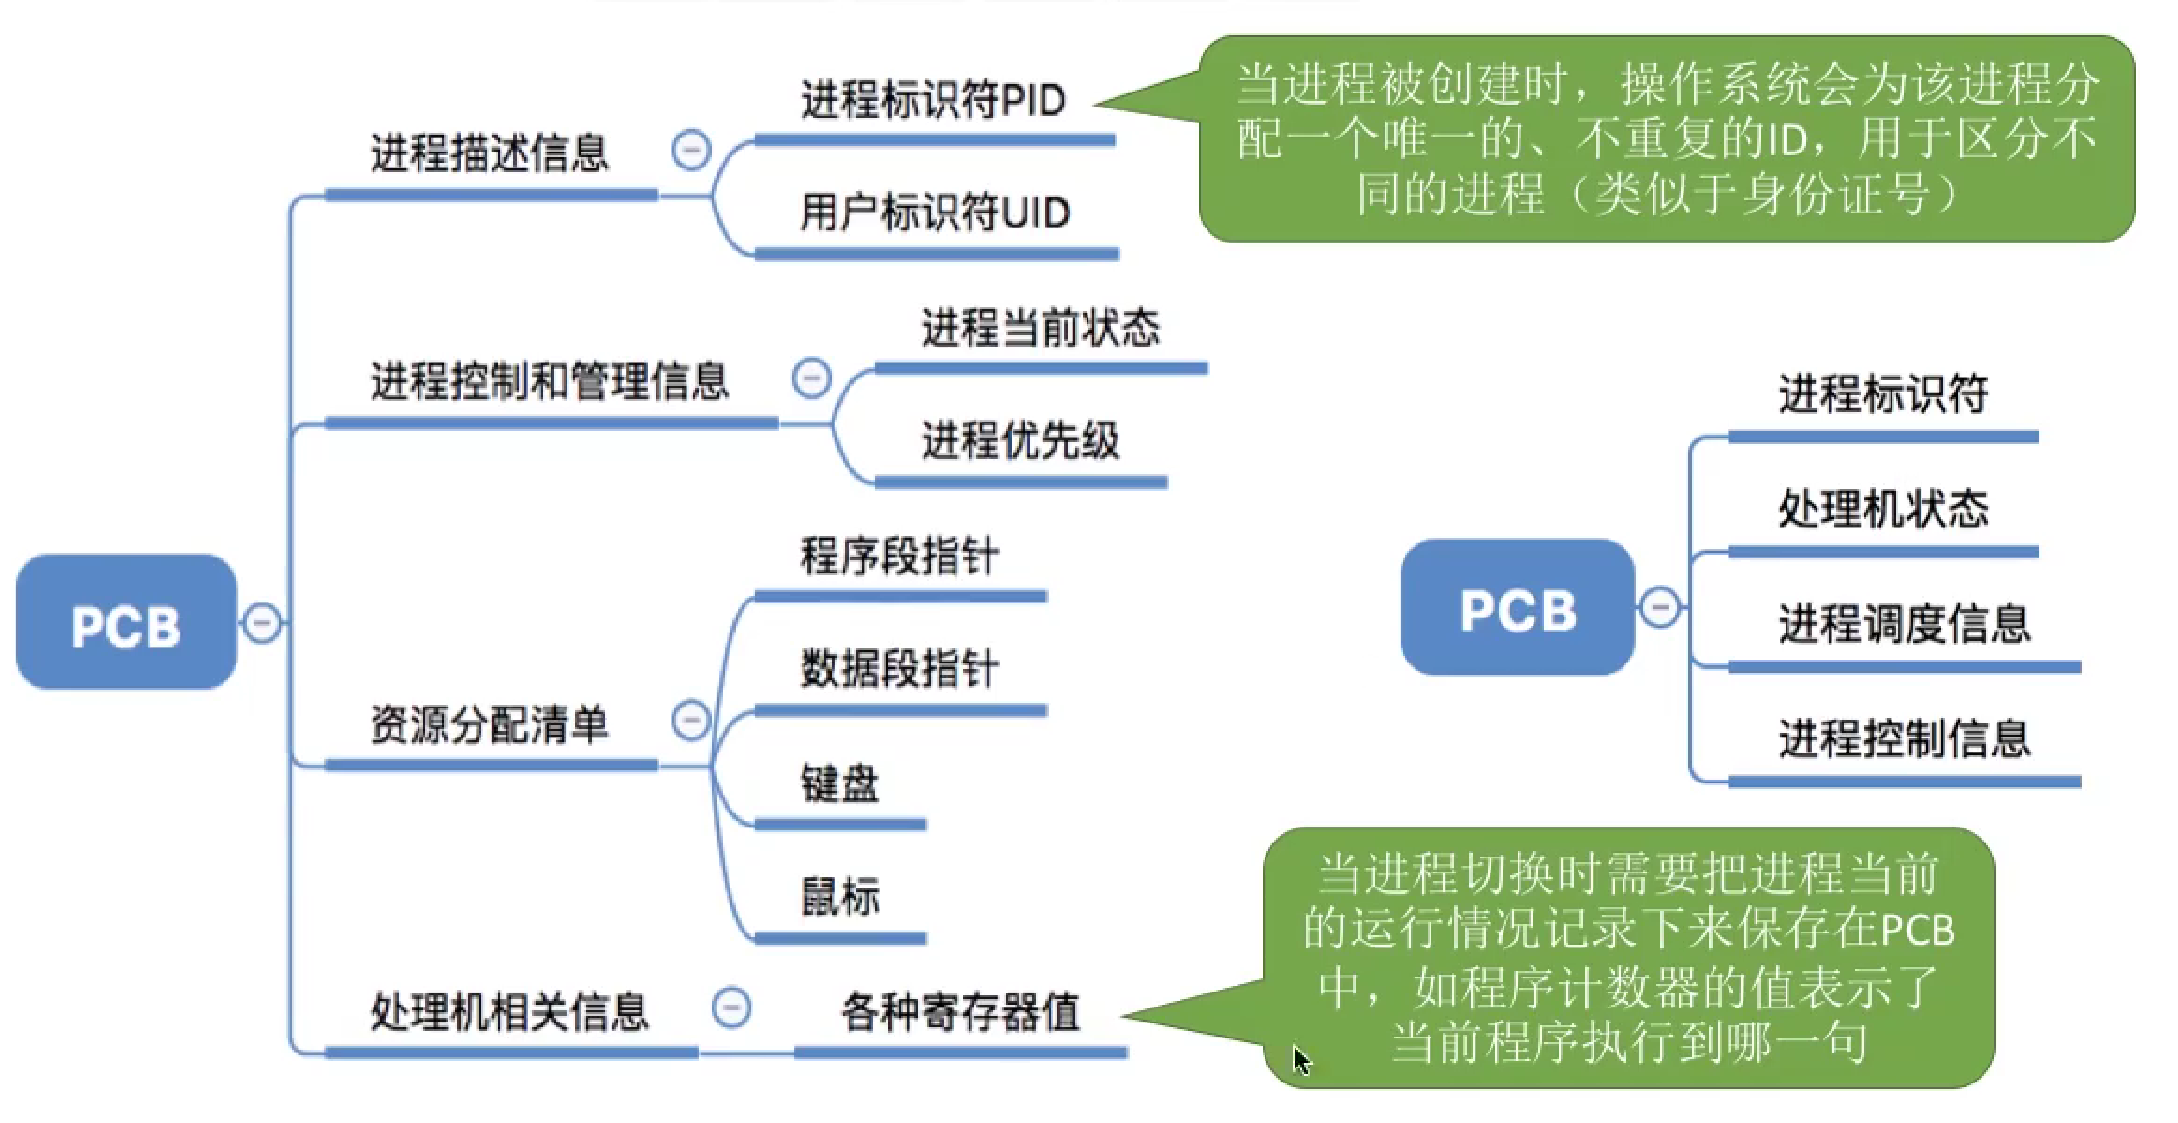 PCB
进程描述信息
进程标识符PID
用户标识符UID
当进程被创建时，操作系统会为该进程分
配一个唯一的、不重复的ID，用于区分不
同的进程（类似于身份证号）
进程控制和管理信息
进程当前状态
进程优先级
资源分配清单
程序段指针
数据段指针
键盘
鼠标
处理机相关信息
各种寄存器值
当进程切换时需要把进程当前
的运行情况记录下来保存在PCB
中，如程序计数器的值表示了
当前程序执行到哪一句
PCB
进程标识符
处理机状态
进程调度信息
进程控制信息